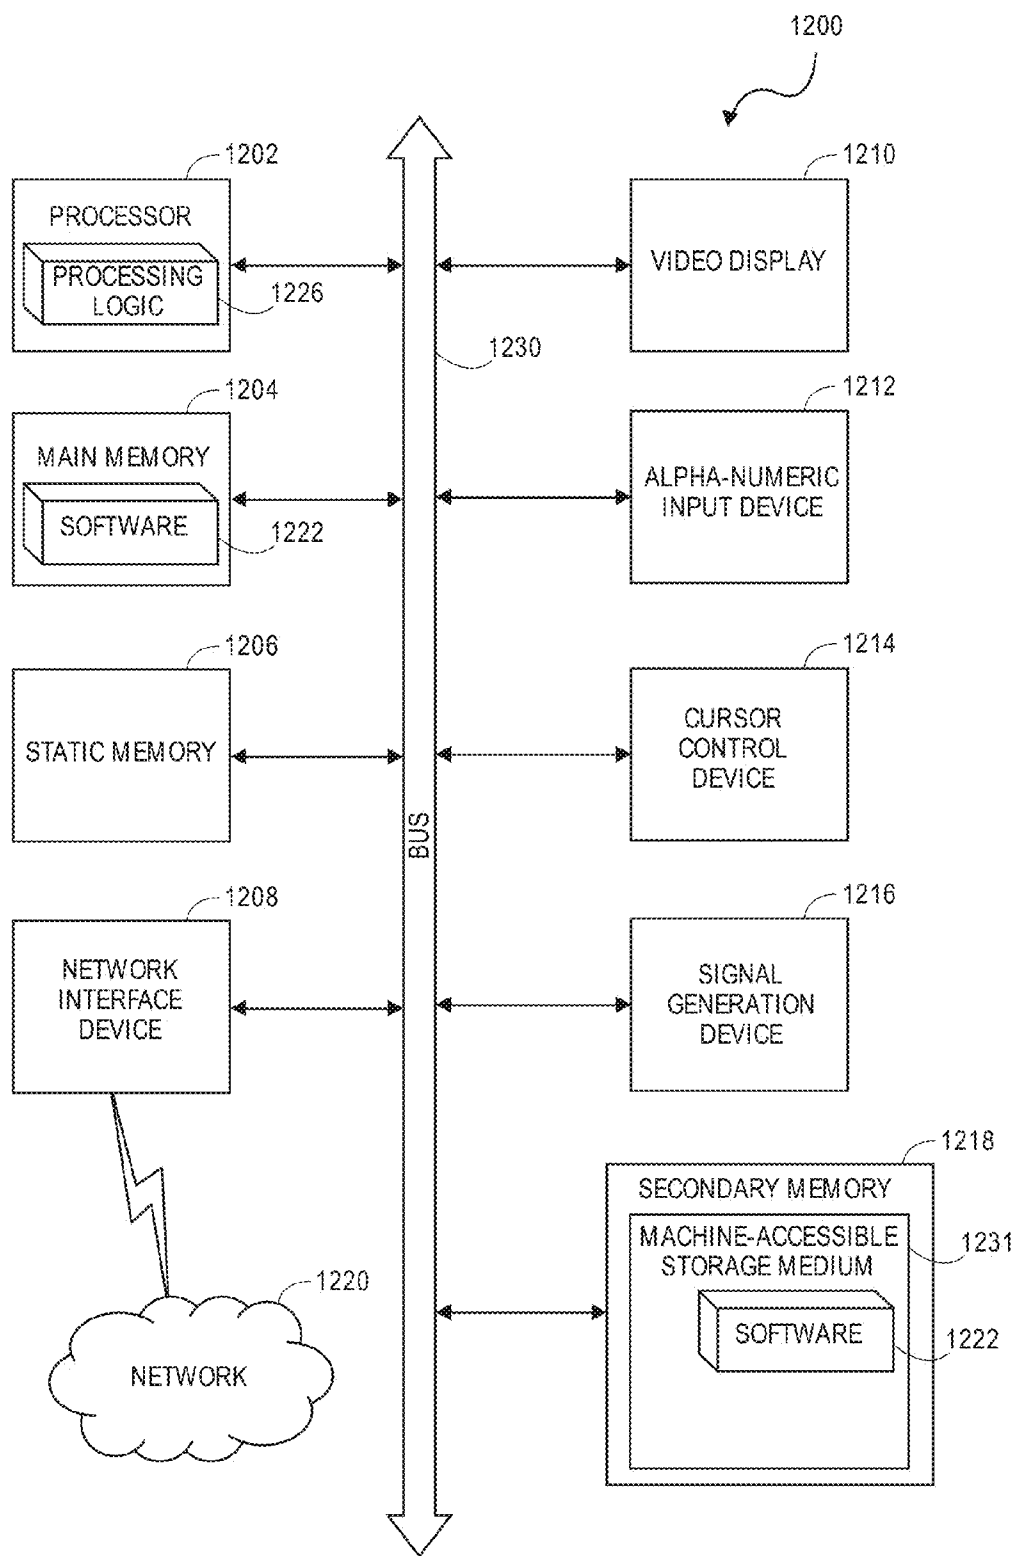 1200
1202
PROCESSOR
PROCESSING
LOGIC
1226
1204
MAIN MEMORY
SOFTWARE
1222
1206
STATIC MEMORY
1208
NETWORK
INTERFACE
DEVICE
1220
NETWORK
1230
BUS
1210
VIDEO DISPLAY
1212
ALPHA-NUMERIC
INPUT DEVICE
1214
CURSOR
CONTROL
DEVICE
1216
SIGNAL
GENERATION
DEVICE
1218
SECONDARY MEMORY
MACHINE-ACCESSIBLE
STORAGE MEDIUM
1231
SOFTWARE
1222